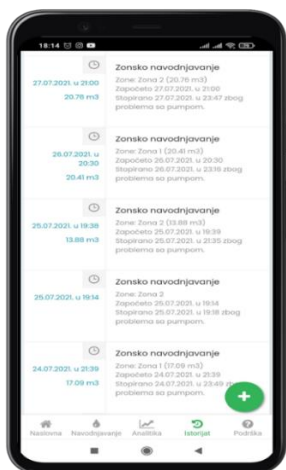 18:14
Zonsko navodnjavanje
27.07.2021. u 21:00
20.76 m3
Zone: Zona 2 (20.76 m3)
Započeto 27.07.2021. u 21:00
Stopirano 27.07.2021. u 23:47 zbog
problema sa pumpom.
Zonsko navodnjavanje
26.07.2021. u
20:30
20.41 m3
Zone: Zona 1 (20.41 m3)
Započeto 26.07.2021. u 20:30
Stopirano 26.07.2021. u 23:16 zbog
problema sa pumpom.
Zonsko navodnjavanje
25.07.2021. u 19:38
13.88 m3
Zone: Zona 2 (13.88 m3)
Započeto 25.07.2021. u 19:39
Stopirano 25.07.2021. u 21:35 zbog
problema sa pumpom.
Zonsko navodnjavanje
25.07.2021. u 19:14
Zone: Zona 2
Započeto 25.07.2021. u 19:14
Stopirano 25.07.2021. u 19:18 zbog
problema sa pumpom.
Zonsko navodnjavanje
24.07.2021. u 21:39
17.09 m3
Zone: Zona 1 (17.09 m3)
Započeto 24.07.2021. u 21:39
Stopirano 24.07.2021. u 23:49
problema sa pumpom.
Naslovna Navodnjavanje Analitika Istorijat Podrška